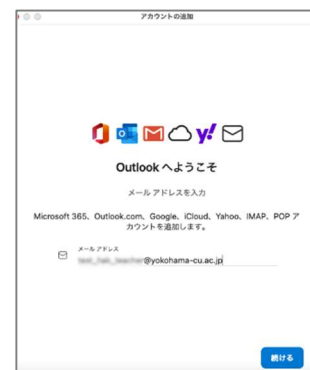 アカウントの追加
Outlook へようこそ
メール アドレスを入力
Microsoft 365、Outlook.com、Google、iCloud、Yahoo、IMAP、POP ア
カウントを追加します。
メール アドレス
@yokohama-cu.ac.jp
続ける